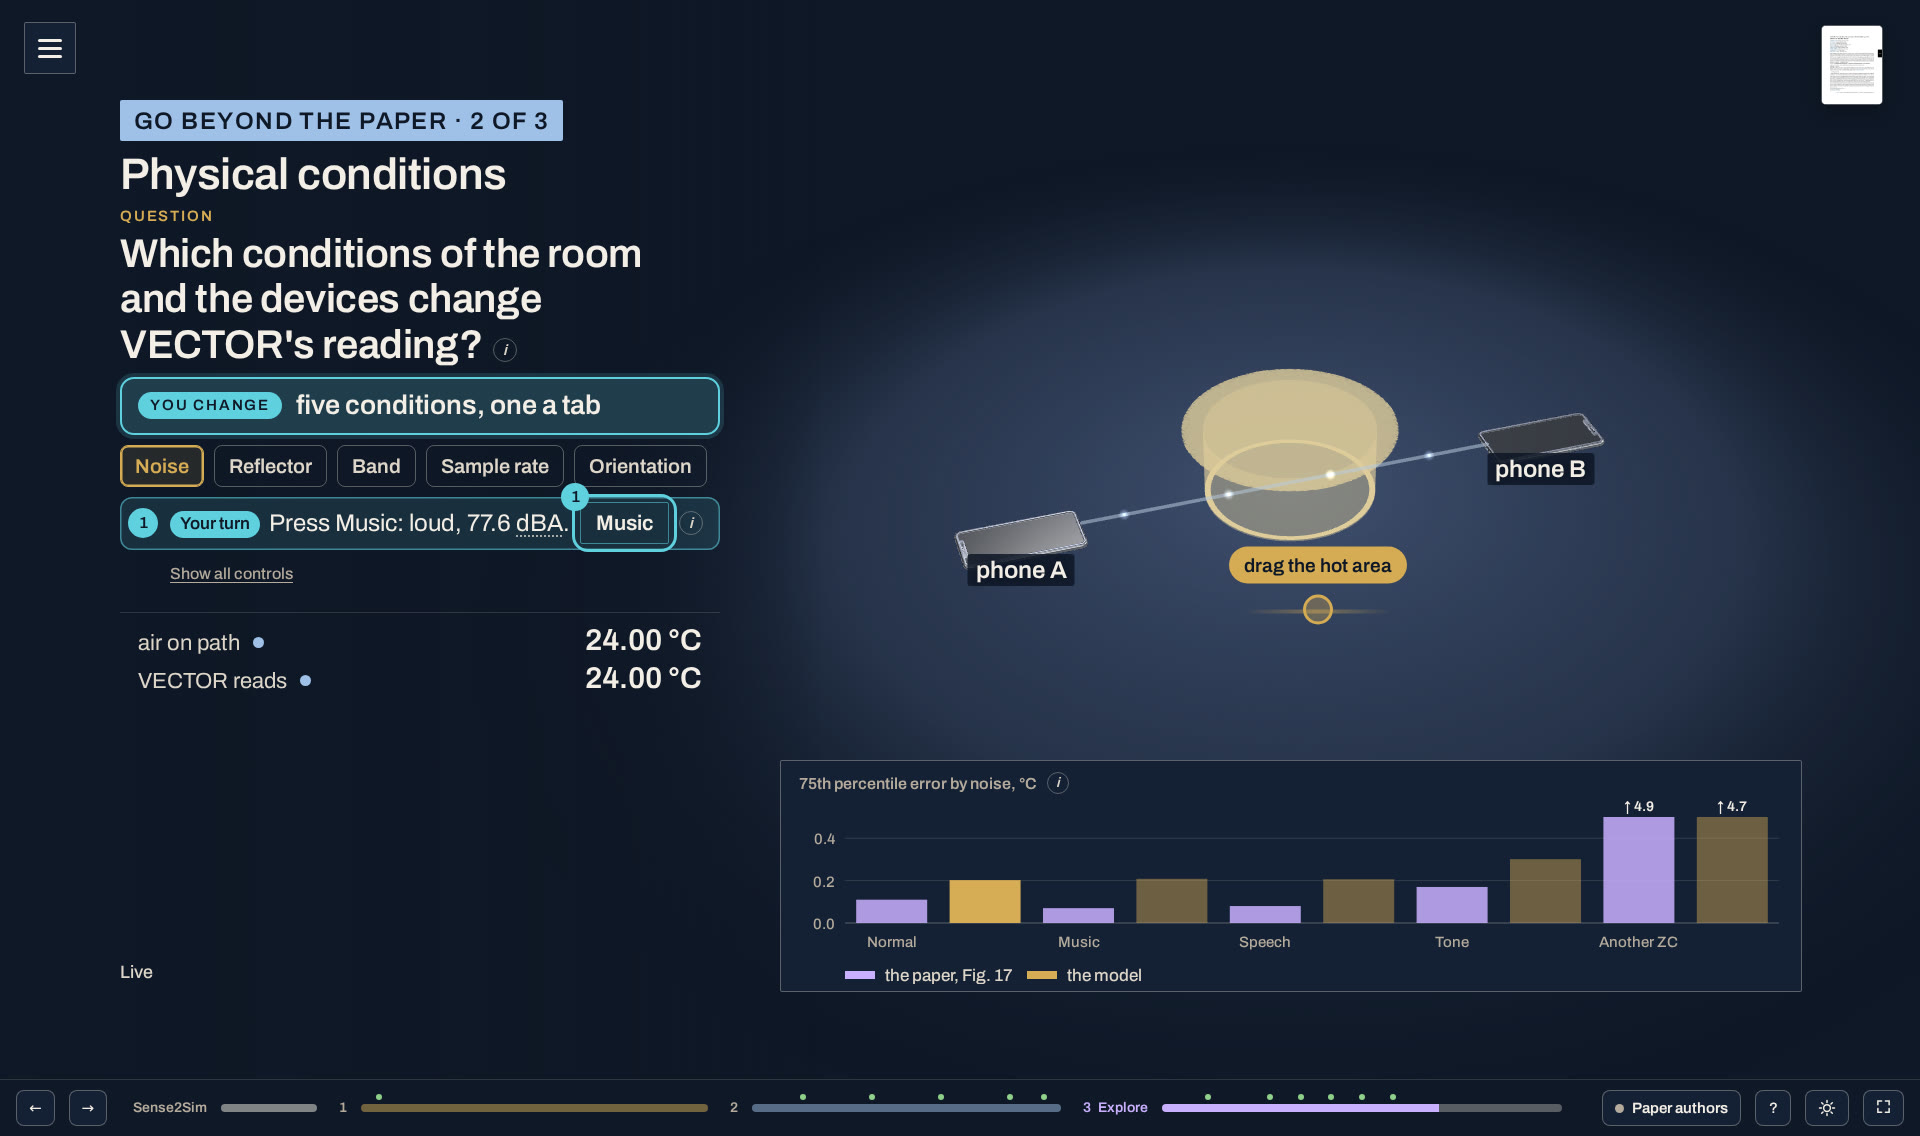 GO BEYOND THE PAPER · 2 OF 3
Physical conditions
QUESTION
Which conditions of the room
and the devices change
VECTOR's reading? i
YOU CHANGE five conditions, one a tab
Noise Reflector Band Sample rate Orientation
1
1 Your turn Press Music: loud, 77.6 dBA. Music i
Show all controls
air on path 24.00 °C
VECTOR reads 24.00 °C
Live
phone B
phone A
drag the hot area
75th percentile error by noise, °C i
↑4.9 ↑4.7
0.4
0.2
0.0
Normal Music Speech Tone Another ZC
the paper, Fig. 17 the model
← → Sense2Sim 1 2 3 Explore Paper authors ?